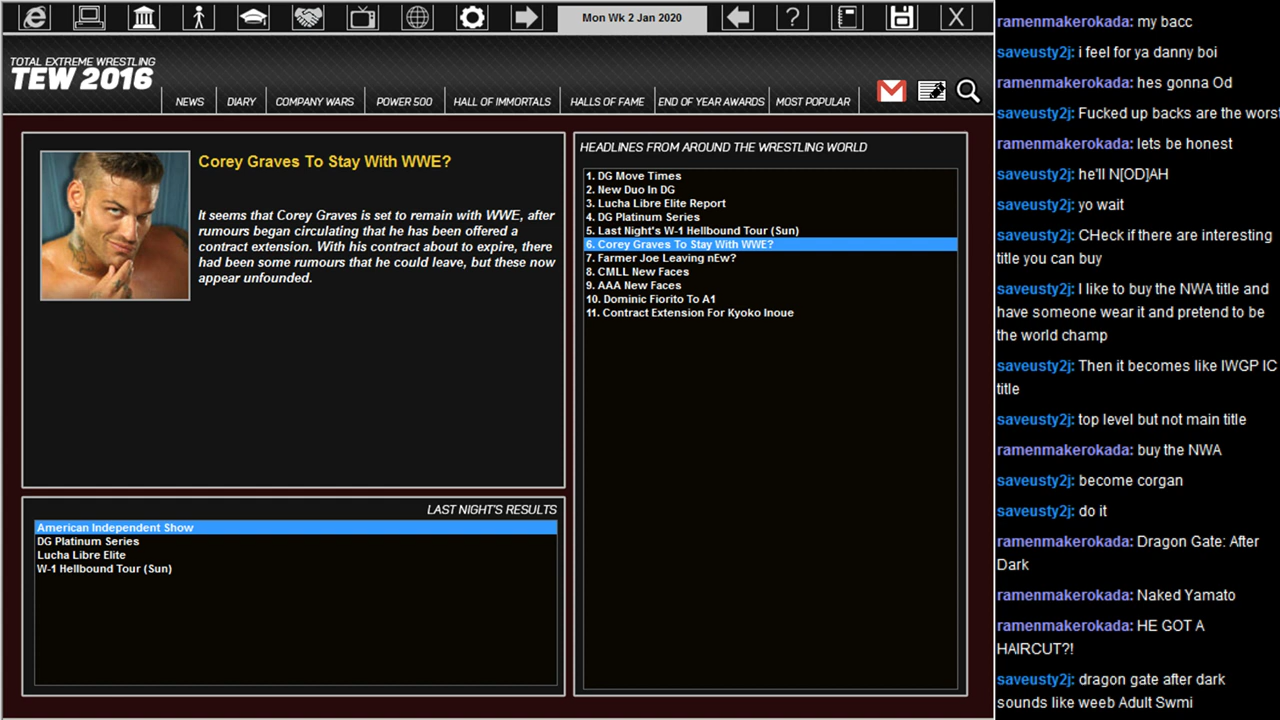 Mon Wk 2 Jan 2020
?
X
TOTAL EXTREME WRESTLING
TEW 2016
NEWS
DIARY
COMPANY WARS
POWER 500
HALL OF IMMORTALS
HALLS OF FAME
END OF YEAR AWARDS
MOST POPULAR
Corey Graves To Stay With WWE?
It seems that Corey Graves is set to remain with WWE, after
rumours began circulating that he has been offered a
contract extension. With his contract about to expire, there
had been some rumours that he could leave, but these now
appear unfounded.
LAST NIGHT'S RESULTS
American Independent Show
DG Platinum Series
Lucha Libre Elite
W-1 Hellbound Tour (Sun)
HEADLINES FROM AROUND THE WRESTLING WORLD
1. DG Move Times
2. New Duo In DG
3. Lucha Libre Elite Report
4. DG Platinum Series
5. Last Night's W-1 Hellbound Tour (Sun)
6. Corey Graves To Stay With WWE?
7. Farmer Joe Leaving nEw?
8. CMLL New Faces
9. AAA New Faces
10. Dominic Fiorito To A1
11. Contract Extension For Kyoko Inoue
ramenmakerokada: my bacc
saveusty2j: i feel for ya danny boi
ramenmakerokada: hes gonna Od
saveusty2j: Fucked up backs are the worst
ramenmakerokada: lets be honest
saveusty2j: he'll N[OD]AH
saveusty2j: yo wait
saveusty2j: CHeck if there are interesting
title you can buy
saveusty2j: I like to buy the NWA title and
have someone wear it and pretend to be
the world champ
saveusty2j: Then it becomes like IWGP IC
title
saveusty2j: top level but not main title
ramenmakerokada: buy the NWA
saveusty2j: become corgan
saveusty2j: do it
ramenmakerokada: Dragon Gate: After
Dark
ramenmakerokada: Naked Yamato
ramenmakerokada: HE GOT A
HAIRCUT?!
saveusty2j: dragon gate after dark
sounds like weeb Adult Swmi